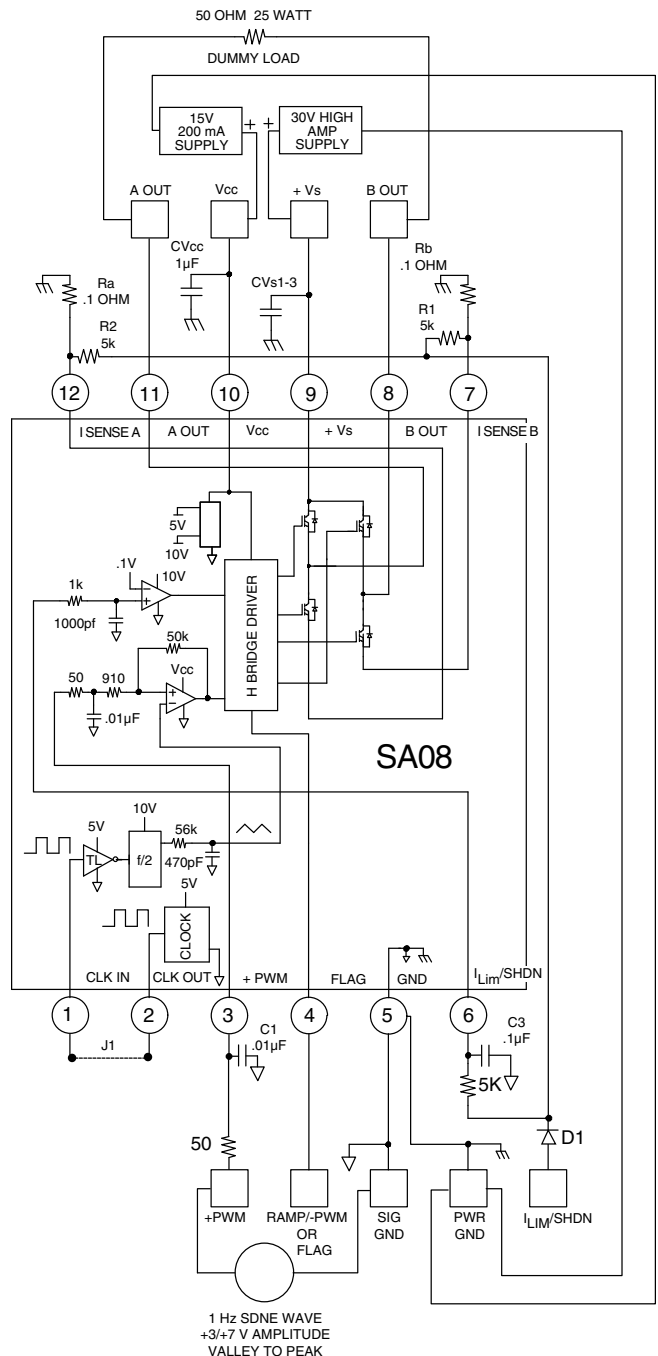 50 OHM 25 WATT
DUMMY LOAD
15V
200 mA
SUPPLY
+
+
30V HIGH
AMP
SUPPLY
A OUT
Vcc
+ Vs
B OUT
CVcc
1µF
CVs1-3
Ra
.1 OHM
Rb
.1 OHM
R2
5k
R1
5k
12
11
10
9
8
7
I SENSE A
A OUT
Vcc
+ Vs
B OUT
I SENSE B
5V
10V
.1V
10V
1k
1000pf
H BRIDGE DRIVER
50k
Vcc
50
910
.01µF
SA08
10V
5V
56k
TL
f/2
470pF
5V
CLOCK
CLK IN
CLK OUT
+ PWM
FLAG
GND
ILim/SHDN
1
2
3
4
5
6
J1
C1
.01µF
C3
.1µF
5K
50
D1
+PWM
RAMP/-PWM
OR
FLAG
SIG
GND
PWR
GND
ILIM/SHDN
1 Hz SDNE WAVE
+3/+7 V AMPLITUDE
VALLEY TO PEAK